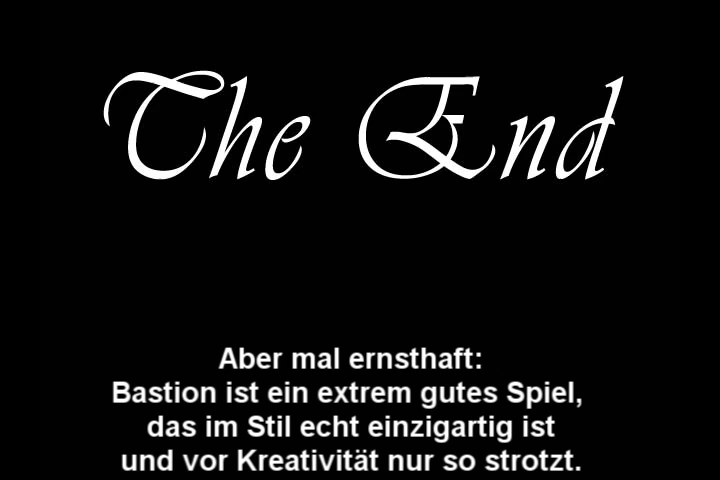 The End
Aber mal ernsthaft:
Bastion ist ein extrem gutes Spiel,
das im Stil echt einzigartig ist
und vor Kreativität nur so strotzt.